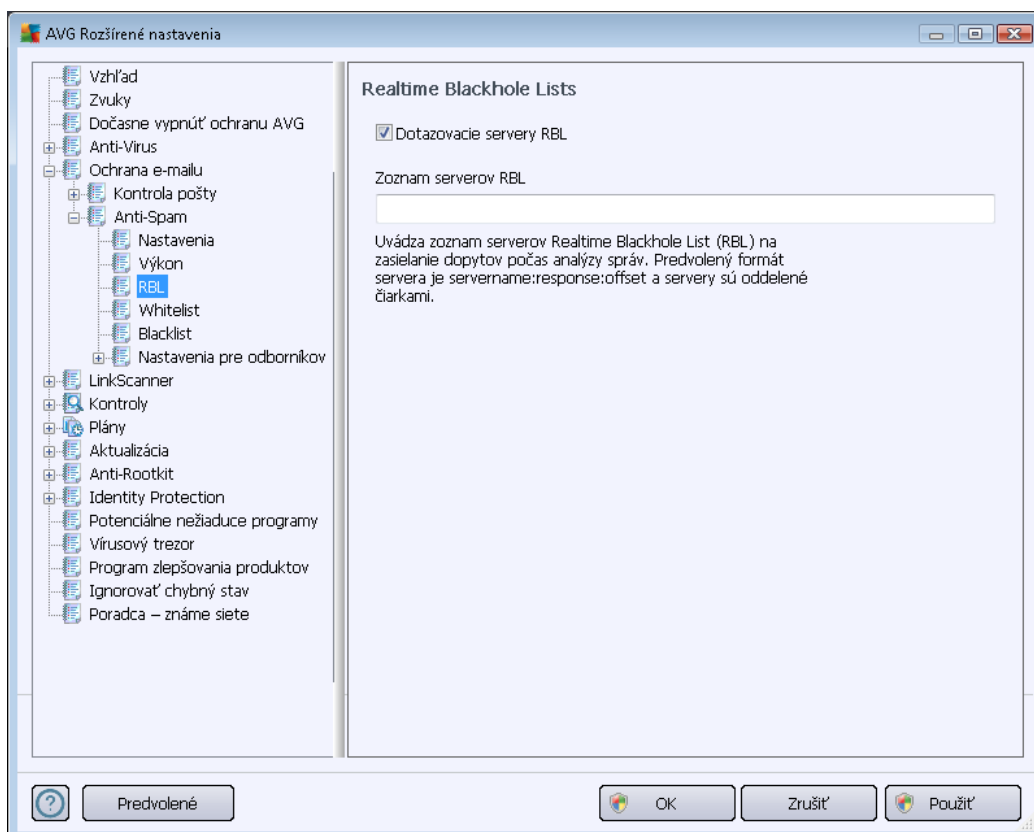 AVG Rozšírené nastavenia
Vzhľad
Zvuky
Dočasne vypnúť ochranu AVG
Anti-Virus
Ochrana e-mailu
Kontrola pošty
Anti-Spam
Nastavenia
Výkon
RBL
Whitelist
Blacklist
Nastavenia pre odborníkov
LinkScanner
Kontroly
Plány
Aktualizácia
Anti-Rootkit
Identity Protection
Potenciálne nežiaduce programy
Vírusový trezor
Program zlepšovania produktov
Ignorovať chybný stav
Poradca – známe siete
Realtime Blackhole Lists
Dotazovacie servery RBL
Zoznam serverov RBL
Uvádza zoznam serverov Realtime Blackhole List (RBL) na
zasielanie dopytov počas analýzy správ. Predvolený formát
servera je servername:response:offset a servery sú oddelené
čiarkami.
Predvolené
OK
Zrušiť
Použiť